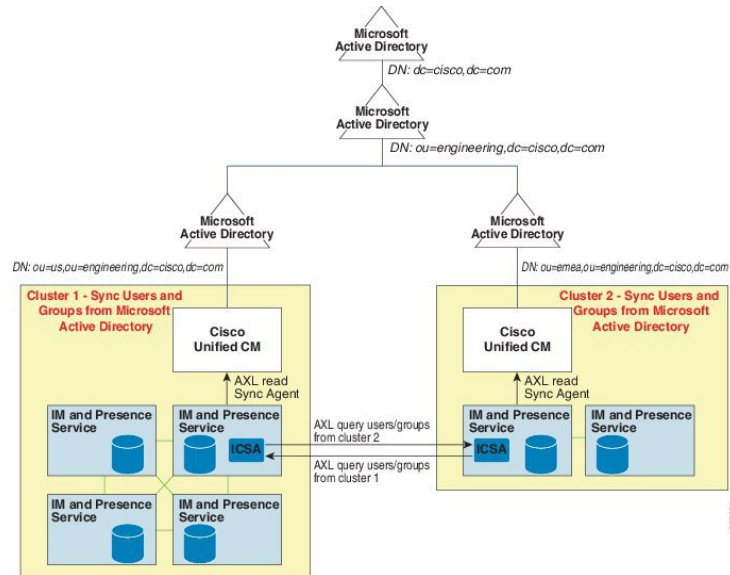 Microsoft
Active Directory
DN: dc=cisco,dc=com
Microsoft
Active Directory
DN: ou=engineering,dc=cisco,dc=com
Microsoft
Active Directory
DN: ou=us,ou=engineering,dc=cisco,dc=com
Microsoft
Active Directory
DN: ou=emea,ou=engineering,dc=cisco,dc=com
Cluster 1 - Sync Users and
Groups from Microsoft
Active Directory
Cisco
Unified CM
AXL read
Sync Agent
IM and Presence
Service
IM and Presence
Service
ICSA
IM and Presence
Service
IM and Presence
Service
AXL query users/groups
from cluster 2
AXL query users/groups
from cluster 1
Cluster 2 - Sync Users and
Groups from Microsoft
Active Directory
Cisco
Unified CM
AXL read
Sync Agent
IM and Presence
Service
ICSA
IM and Presence
Service